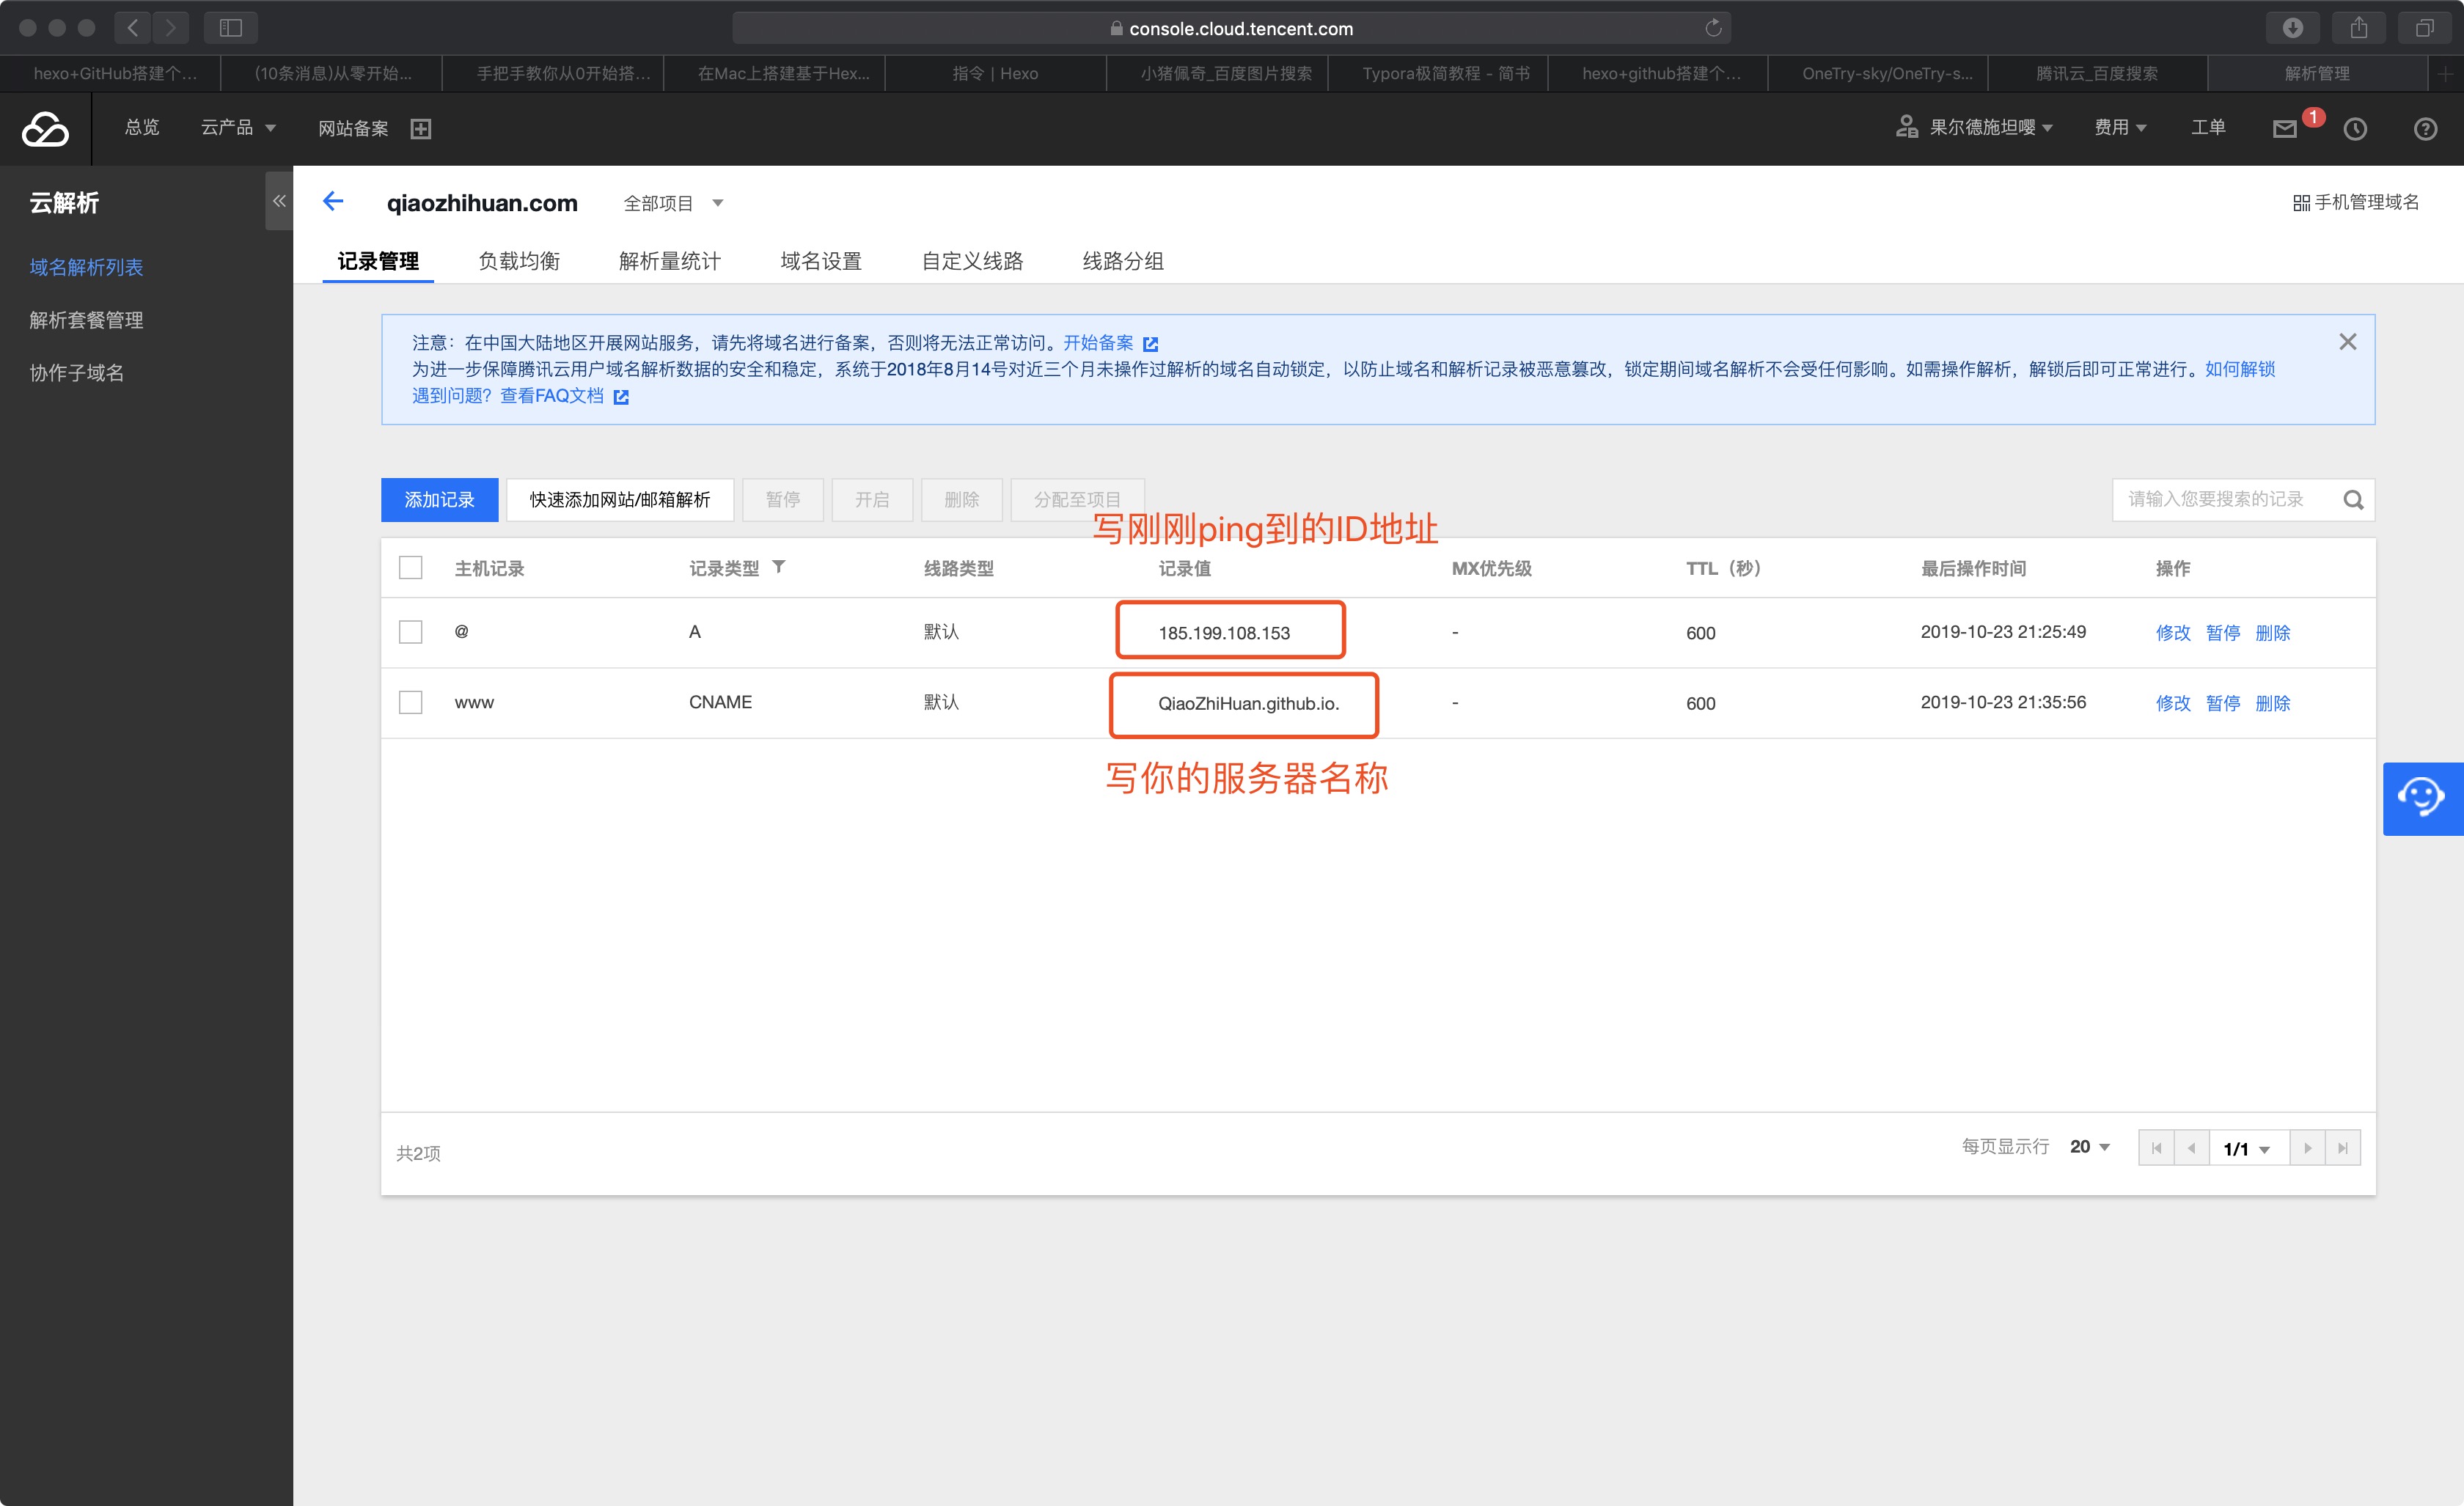 console.cloud.tencent.com
hexo+GitHub搭建个...
(10条消息)从零开始...
手把手教你从0开始搭...
在Mac上搭建基于Hex...
指令 | Hexo
小猪佩奇_百度图片搜索
Typora极简教程 - 简书
hexo+github搭建个...
OneTry-sky/OneTry-s...
腾讯云_百度搜索
解析管理
总览
云产品
网站备案
果尔德施坦嘤
费用
工单
1
云解析
域名解析列表
解析套餐管理
协作子域名
qiaozhihuan.com
全部项目
手机管理域名
记录管理
负载均衡
解析量统计
域名设置
自定义线路
线路分组
注意：在中国大陆地区开展网站服务，请先将域名进行备案，否则将无法正常访问。开始备案
为进一步保障腾讯云用户域名解析数据的安全和稳定，系统于2018年8月14号对近三个月未操作过解析的域名自动锁定，以防止域名和解析记录被恶意篡改，锁定期间域名解析不会受任何影响。如需操作解析，解锁后即可正常进行。如何解锁
遇到问题？查看FAQ文档
添加记录
快速添加网站/邮箱解析
暂停
开启
删除
分配至项目
请输入您要搜索的记录
写刚刚ping到的ID地址
主机记录 记录类型 线路类型 记录值 MX优先级 TTL（秒） 最后操作时间 操作
@ A 默认 185.199.108.153 - 600 2019-10-23 21:25:49 修改 暂停 删除
www CNAME 默认 QiaoZhiHuan.github.io. - 600 2019-10-23 21:35:56 修改 暂停 删除
写你的服务器名称
共2项
每页显示行 20
1/1